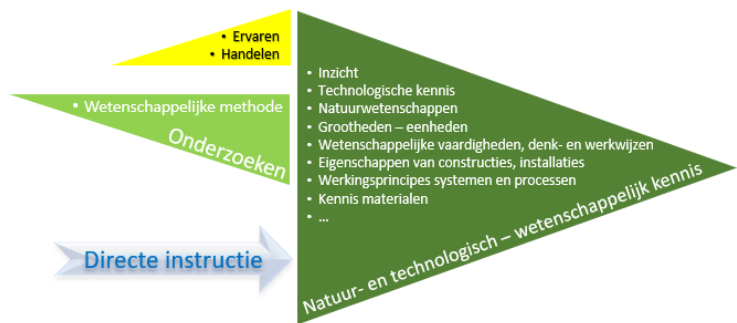 • Ervaren
• Handelen
• Wetenschappelijke methode
Onderzoeken
Directe instructie
• Inzicht
• Technologische kennis
• Natuurwetenschappen
• Grootheden – eenheden
• Wetenschappelijke vaardigheden, denk- en werkwijzen
• Eigenschappen van constructies, installaties
• Werkingsprincipes systemen en processen
• Kennis materialen
• ...
Natuur- en technologisch – wetenschappelijk kennis